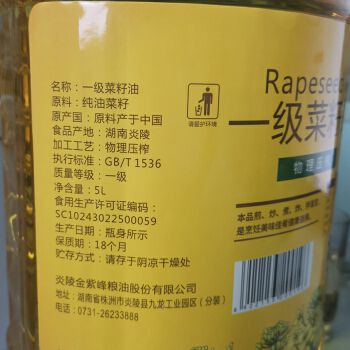 名称：一级菜籽油
原料：纯油菜籽
原产国：原料产于中国
食品产地：湖南炎陵
加工工艺：物理压榨
执行标准：GB/T 1536
质量等级：一级
净含量：5L
食用生产许可证编码：
SC10243022500059
生产日期：瓶身所示
保质期：18个月
贮存方式：请存于阴凉干燥处
炎陵金紫峰粮油股份有限公司
地址：湖南省株洲市炎陵县九龙工业园区（分装）
电话：0731-26233888
请爱护环境
Rapeseed
一级菜籽
物理压
本品煎、炒、煮、炸、
是烹饪美味佳肴